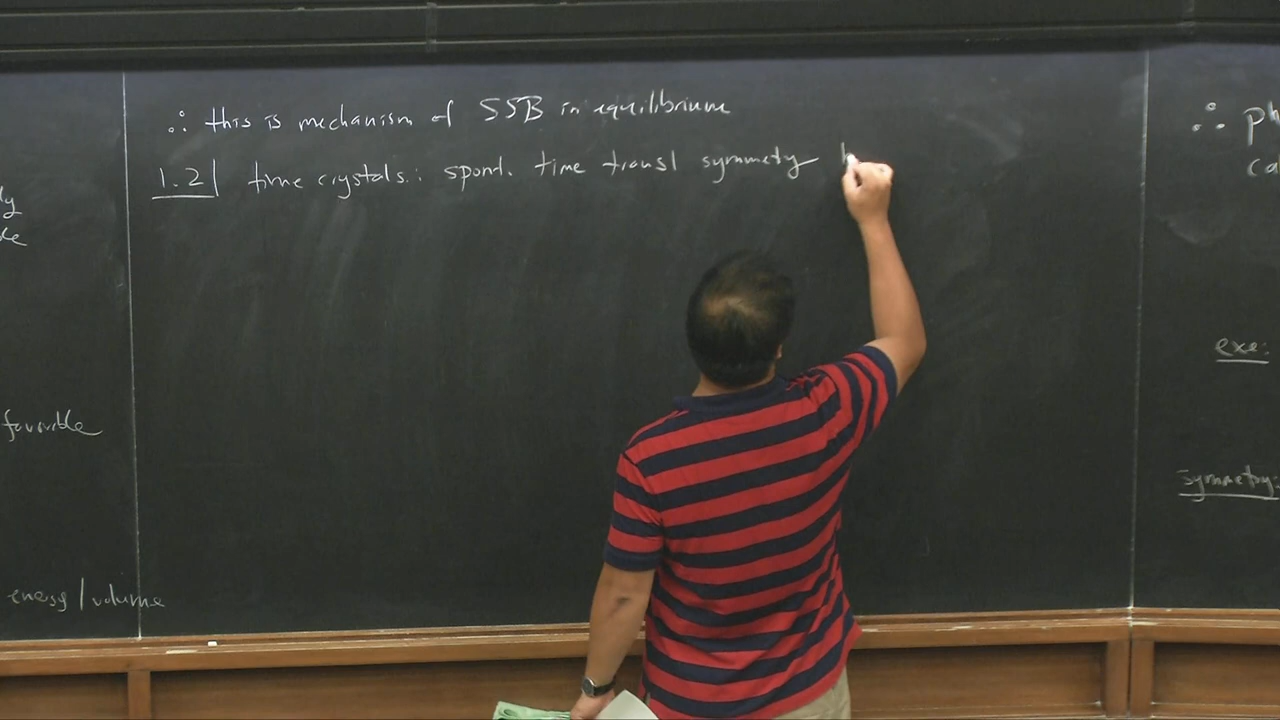 ∴ this is mechanism of SSB in equilibrium
1.2| time crystals: spont. time transl symmetry
favorable
energy/volume
∴ ph
ca
exe:
symmetry: